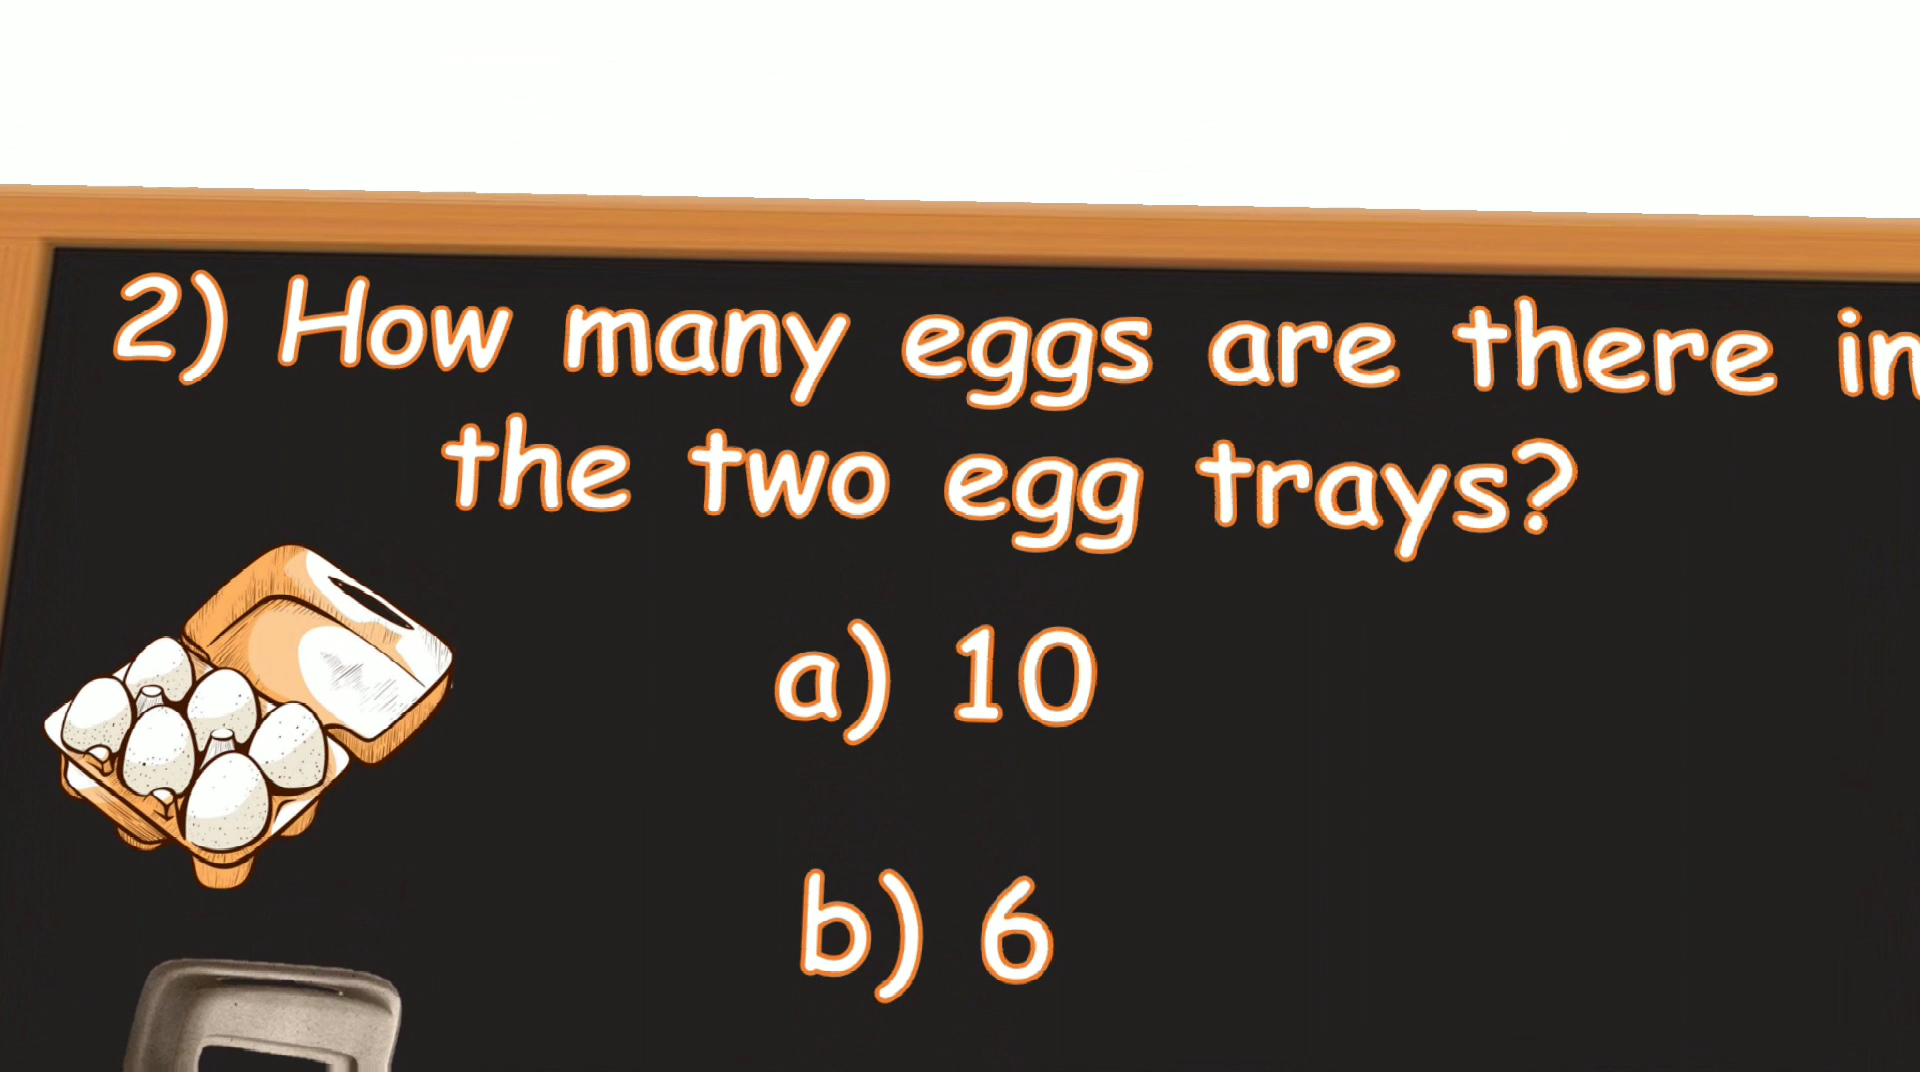 2) How many eggs are there in
the two egg trays?
a) 10
b) 6